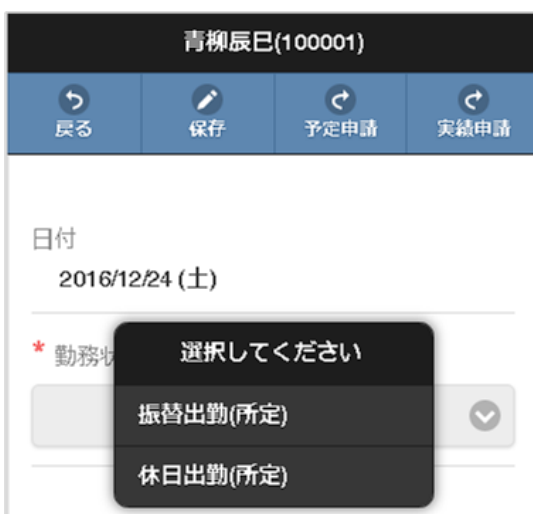 青柳辰巳(100001)
戻る 保存 予定申請 実績申請
日付
2016/12/24 (土)
* 勤務状
選択してください
振替出勤(所定)
休日出勤(所定)